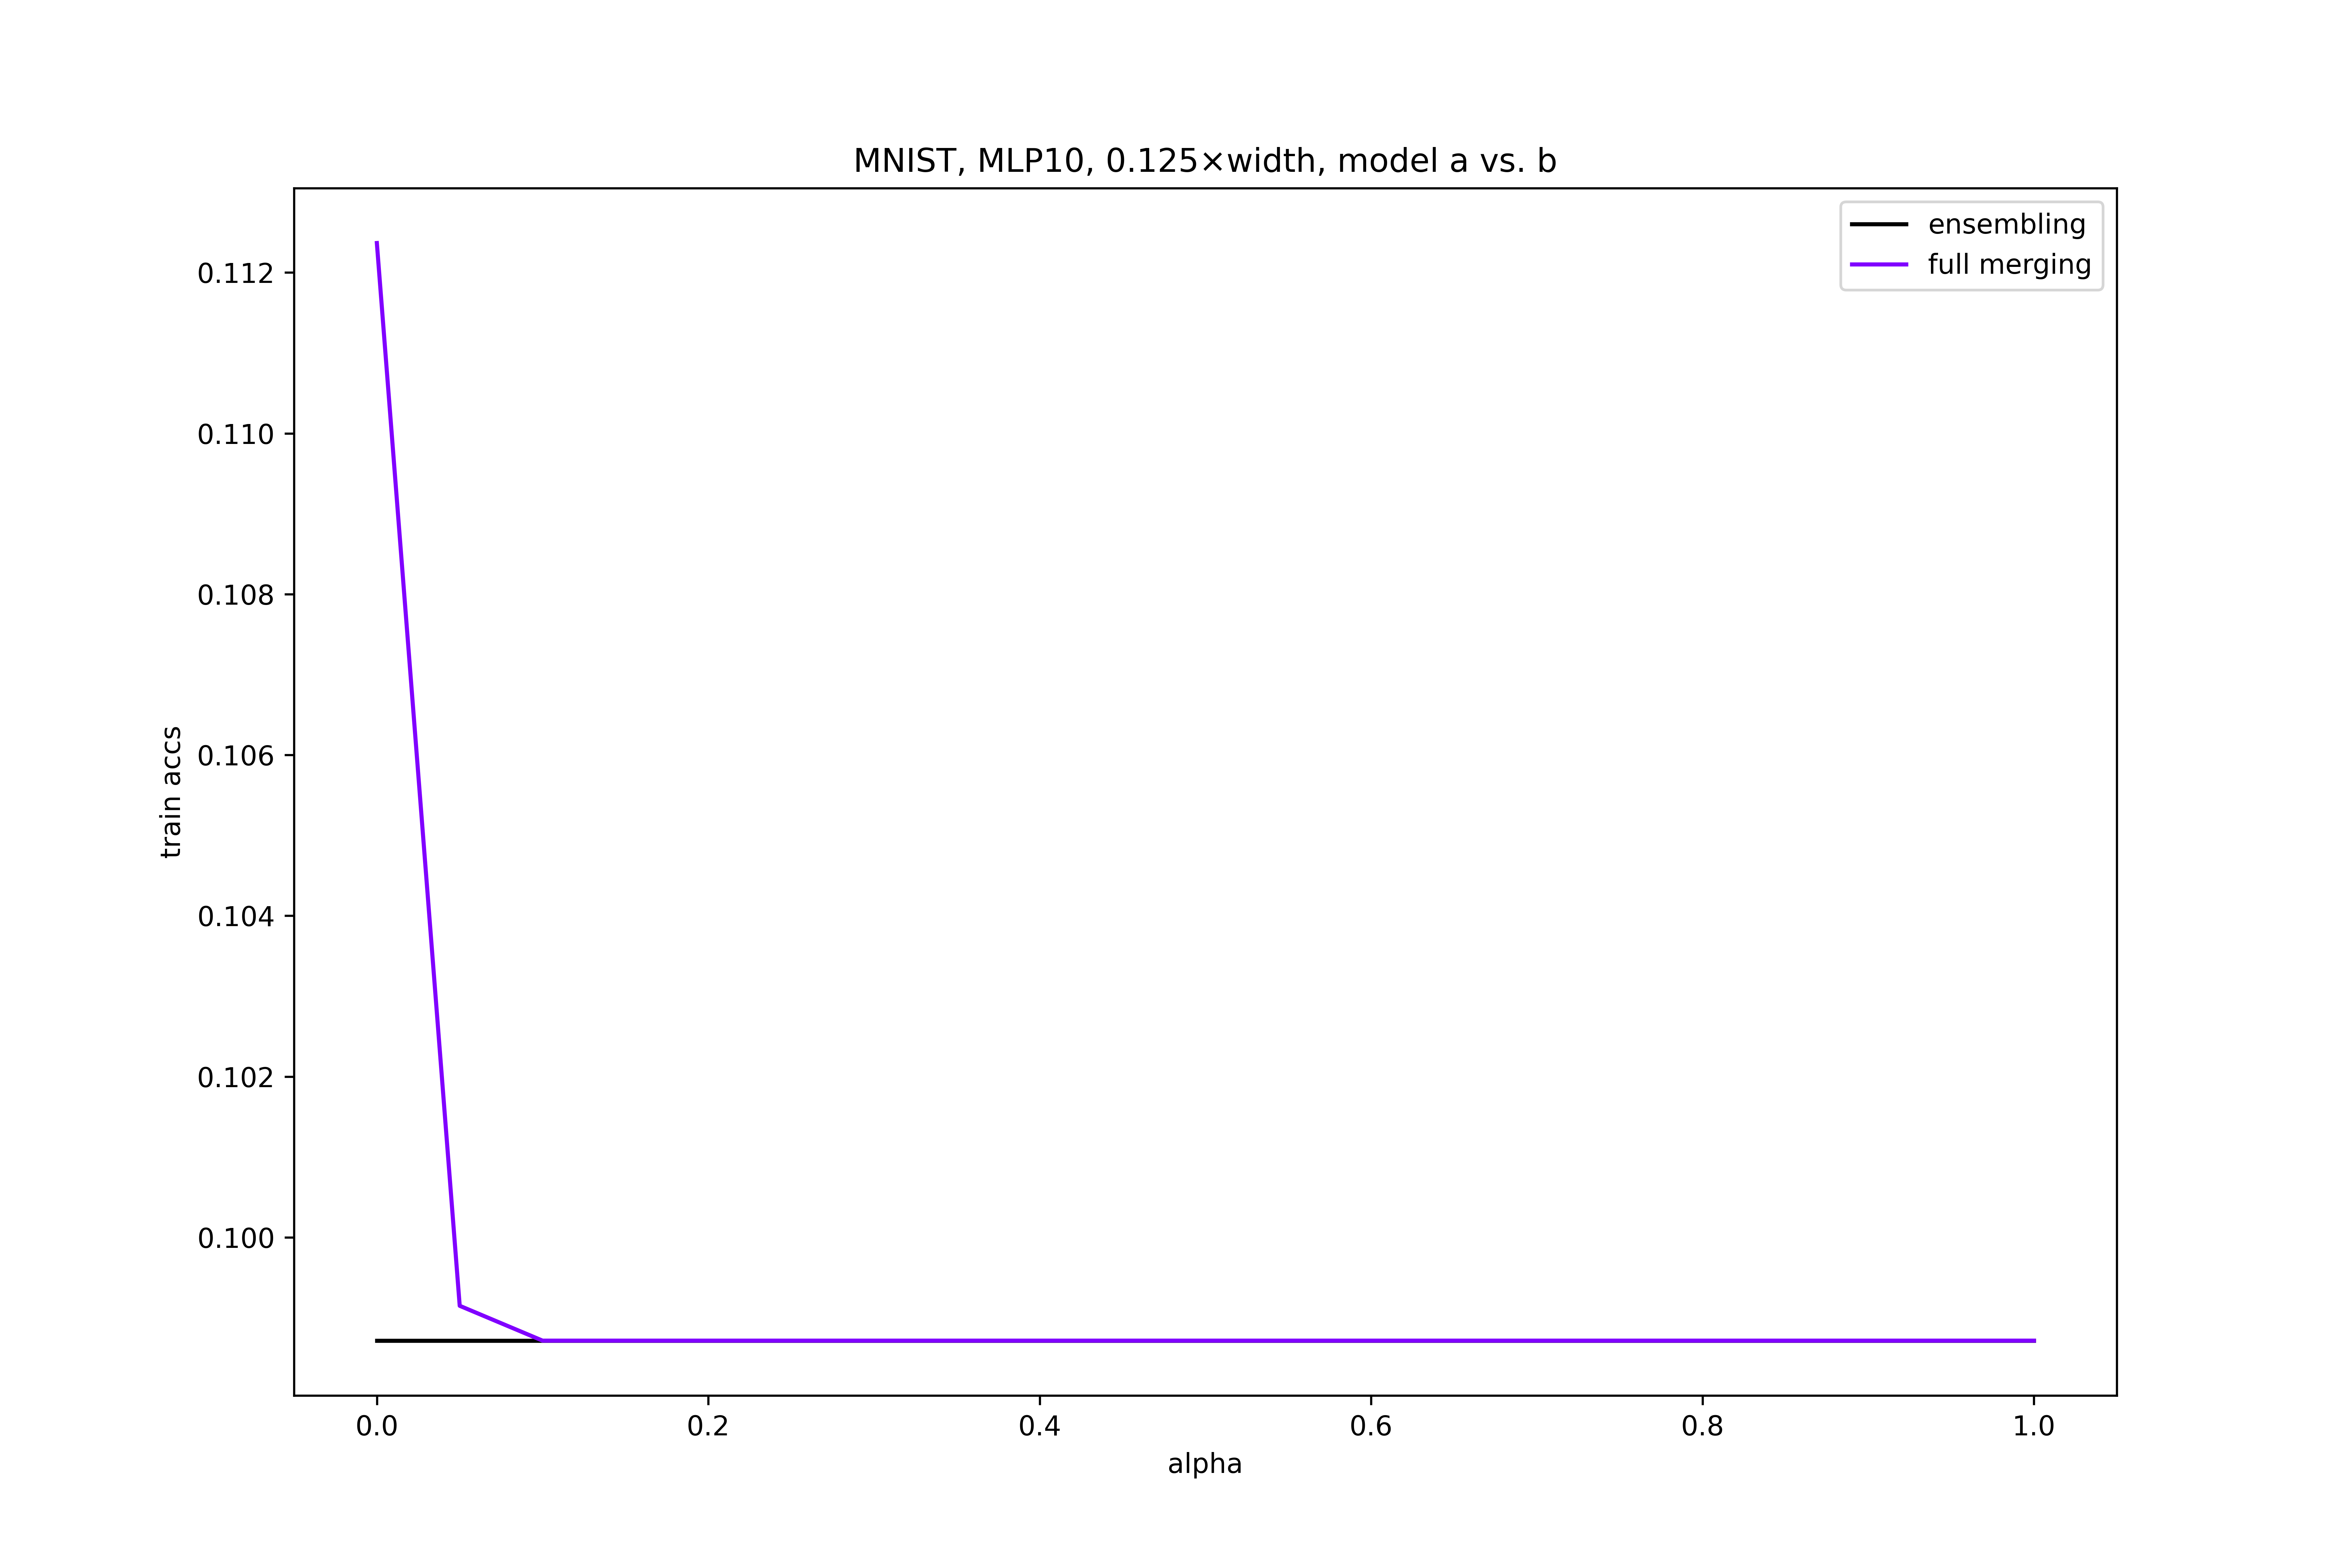 MNIST, MLP10, 0.125×width, model a vs. b
ensembling
full merging
train accs
0.112
0.110
0.108
0.106
0.104
0.102
0.100
0.0 0.2 0.4 0.6 0.8 1.0
alpha